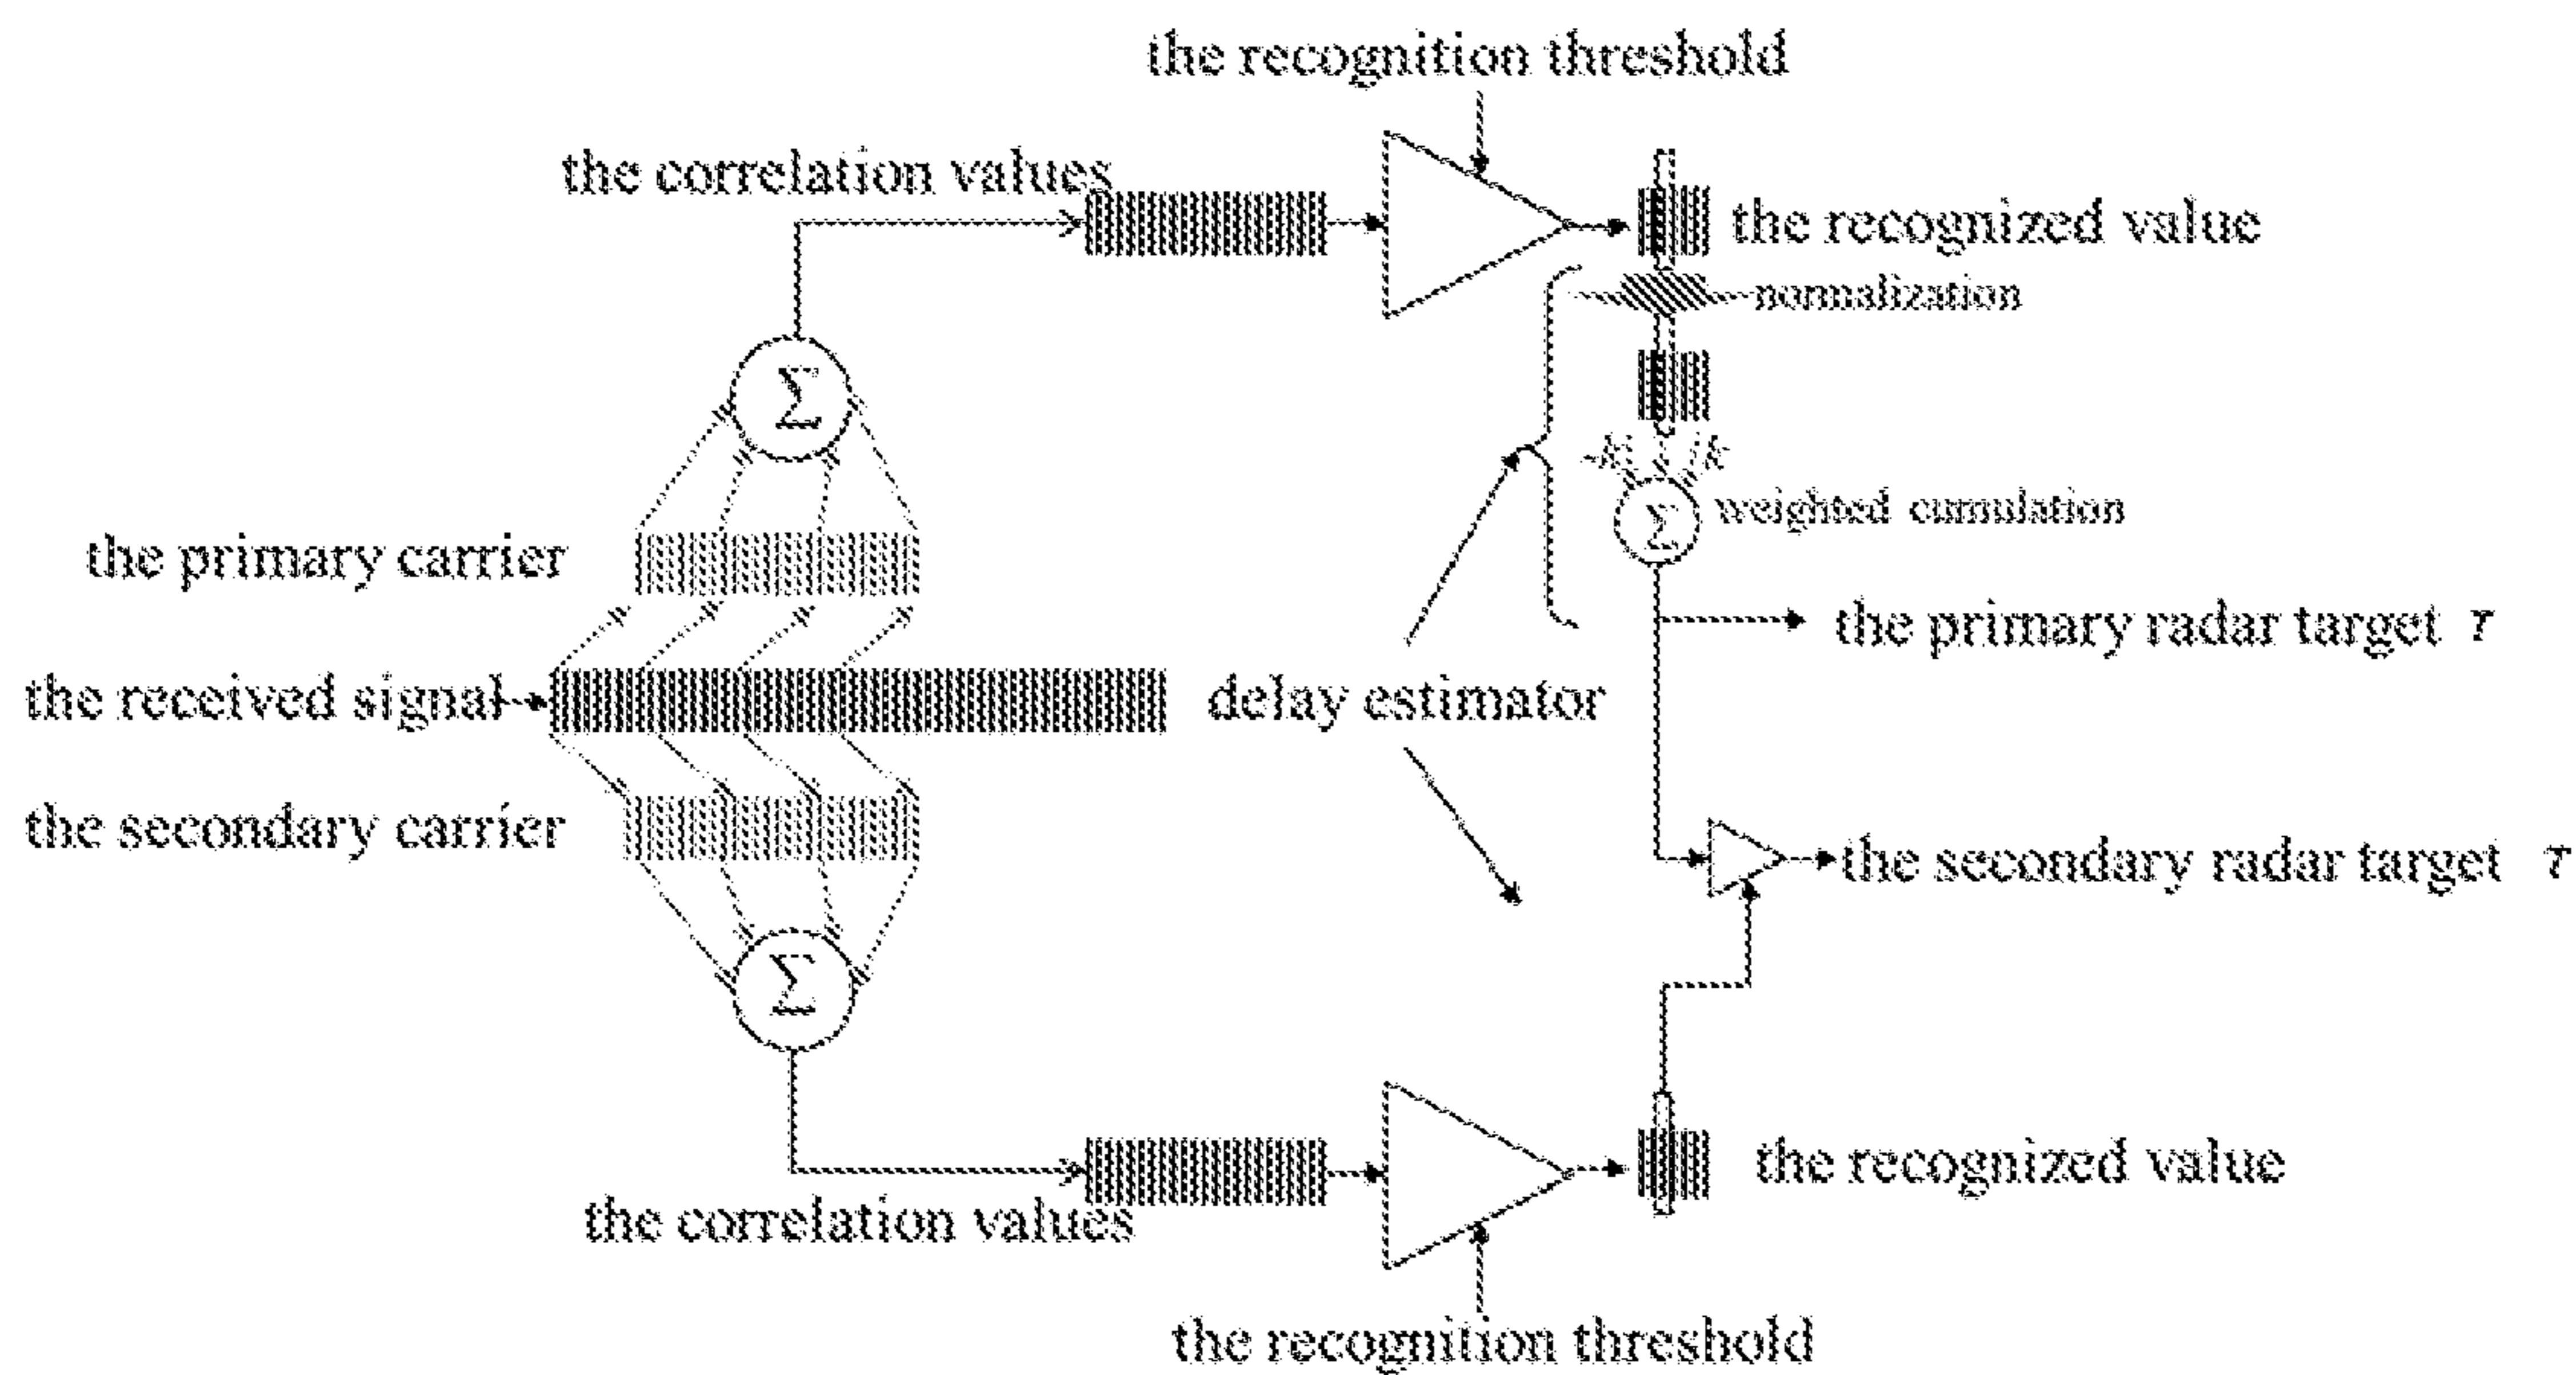 the recognition threshold
the correlation values
the recognized value
normalization
Σ
-k
k
the primary carrier
Σ weighted cumulation
the primary radar target τ
the received signal
delay estimator
the secondary carrier
the secondary radar target τ
Σ
the recognized value
the correlation values
the recognition threshold